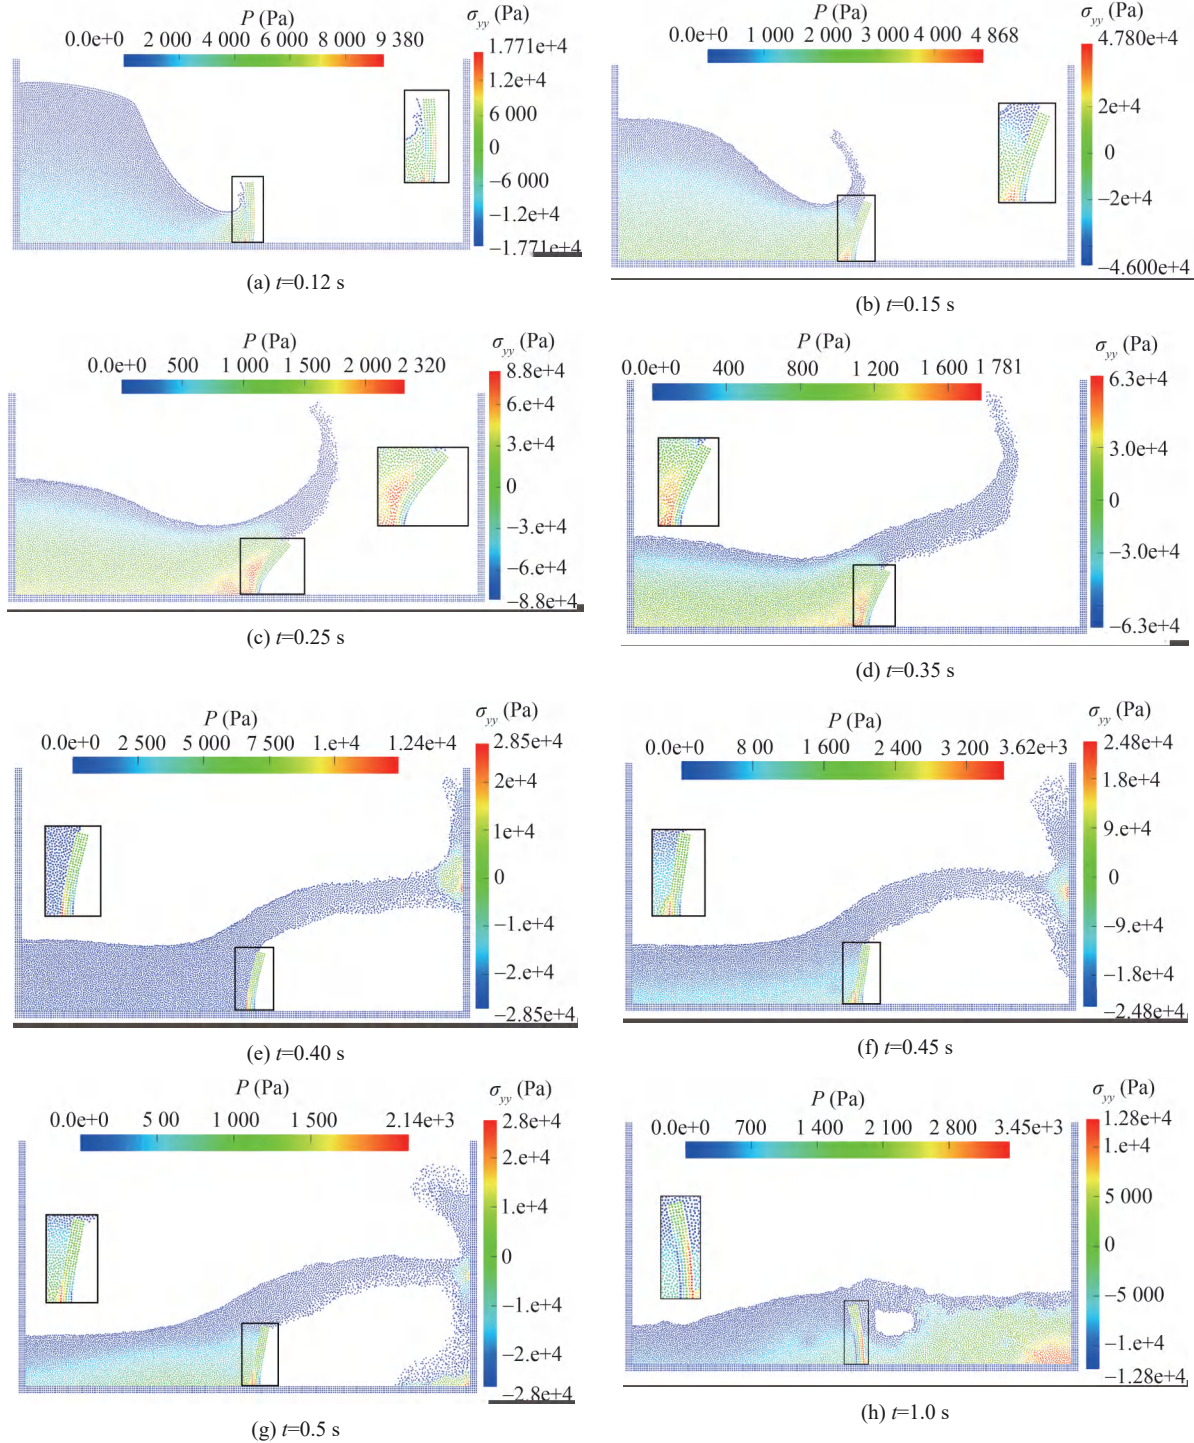 P (Pa)
0.0e+0 2 000 4 000 6 000 8 000 9 380
σyy (Pa)
1.771e+4
1.2e+4
6 000
0
−6 000
−1.2e+4
−1.771e+4
(a) t=0.12 s
P (Pa)
0.0e+0 1 000 2 000 3 000 4 000 4 868
σyy (Pa)
4.780e+4
2e+4
0
−2e+4
−4.600e+4
(b) t=0.15 s
P (Pa)
0.0e+0 500 1 000 1 500 2 000 2 320
σyy (Pa)
8.8e+4
6.e+4
3.e+4
0
−3.e+4
−6.e+4
−8.8e+4
(c) t=0.25 s
P (Pa)
0.0e+0 400 800 1 200 1 600 1 781
σyy (Pa)
6.3e+4
3.0e+4
0
−3.0e+4
−6.3e+4
(d) t=0.35 s
P (Pa)
0.0e+0 2 500 5 000 7 500 1.e+4 1.24e+4
σyy (Pa)
2.85e+4
2e+4
1e+4
0
−1.e+4
−2.e+4
−2.85e+4
(e) t=0.40 s
P (Pa)
0.0e+0 800 1 600 2 400 3 200 3.62e+3
σyy (Pa)
2.48e+4
1.8e+4
9.e+4
0
−9.e+4
−1.8e+4
−2.48e+4
(f) t=0.45 s
P (Pa)
0.0e+0 5 00 1 000 1 500 2.14e+3
σyy (Pa)
2.8e+4
2.e+4
1.e+4
0
−1.e+4
−2.e+4
−2.8e+4
(g) t=0.5 s
P (Pa)
0.0e+0 700 1 400 2 100 2 800 3.45e+3
σyy (Pa)
1.28e+4
1.e+4
5 000
0
−5 000
−1.e+4
−1.28e+4
(h) t=1.0 s